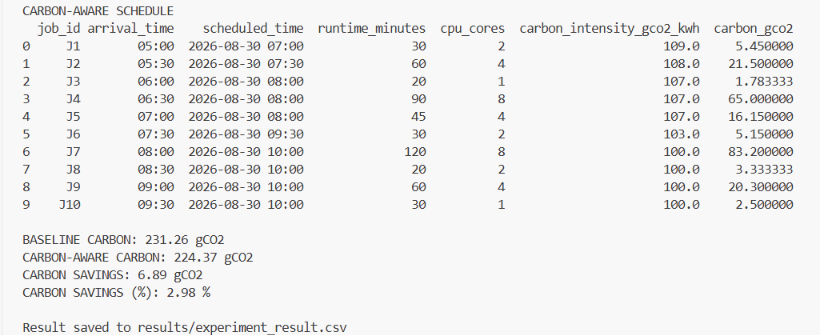 CARBON-AWARE SCHEDULE
job_id arrival_time scheduled_time runtime_minutes cpu_cores carbon_intensity_gco2_kwh carbon_gco2
0 J1 05:00 2026-08-30 07:00 30 2 109.0 5.450000
1 J2 05:30 2026-08-30 07:30 60 4 108.0 21.500000
2 J3 06:00 2026-08-30 08:00 20 1 107.0 1.783333
3 J4 06:30 2026-08-30 08:00 90 8 107.0 65.000000
4 J5 07:00 2026-08-30 08:00 45 4 107.0 16.150000
5 J6 07:30 2026-08-30 09:30 30 2 103.0 5.150000
6 J7 08:00 2026-08-30 10:00 120 8 100.0 83.200000
7 J8 08:30 2026-08-30 10:00 20 2 100.0 3.333333
8 J9 09:00 2026-08-30 10:00 60 4 100.0 20.300000
9 J10 09:30 2026-08-30 10:00 30 1 100.0 2.500000
BASELINE CARBON: 231.26 gCO2
CARBON-AWARE CARBON: 224.37 gCO2
CARBON SAVINGS: 6.89 gCO2
CARBON SAVINGS (%): 2.98 %
Result saved to results/experiment_result.csv